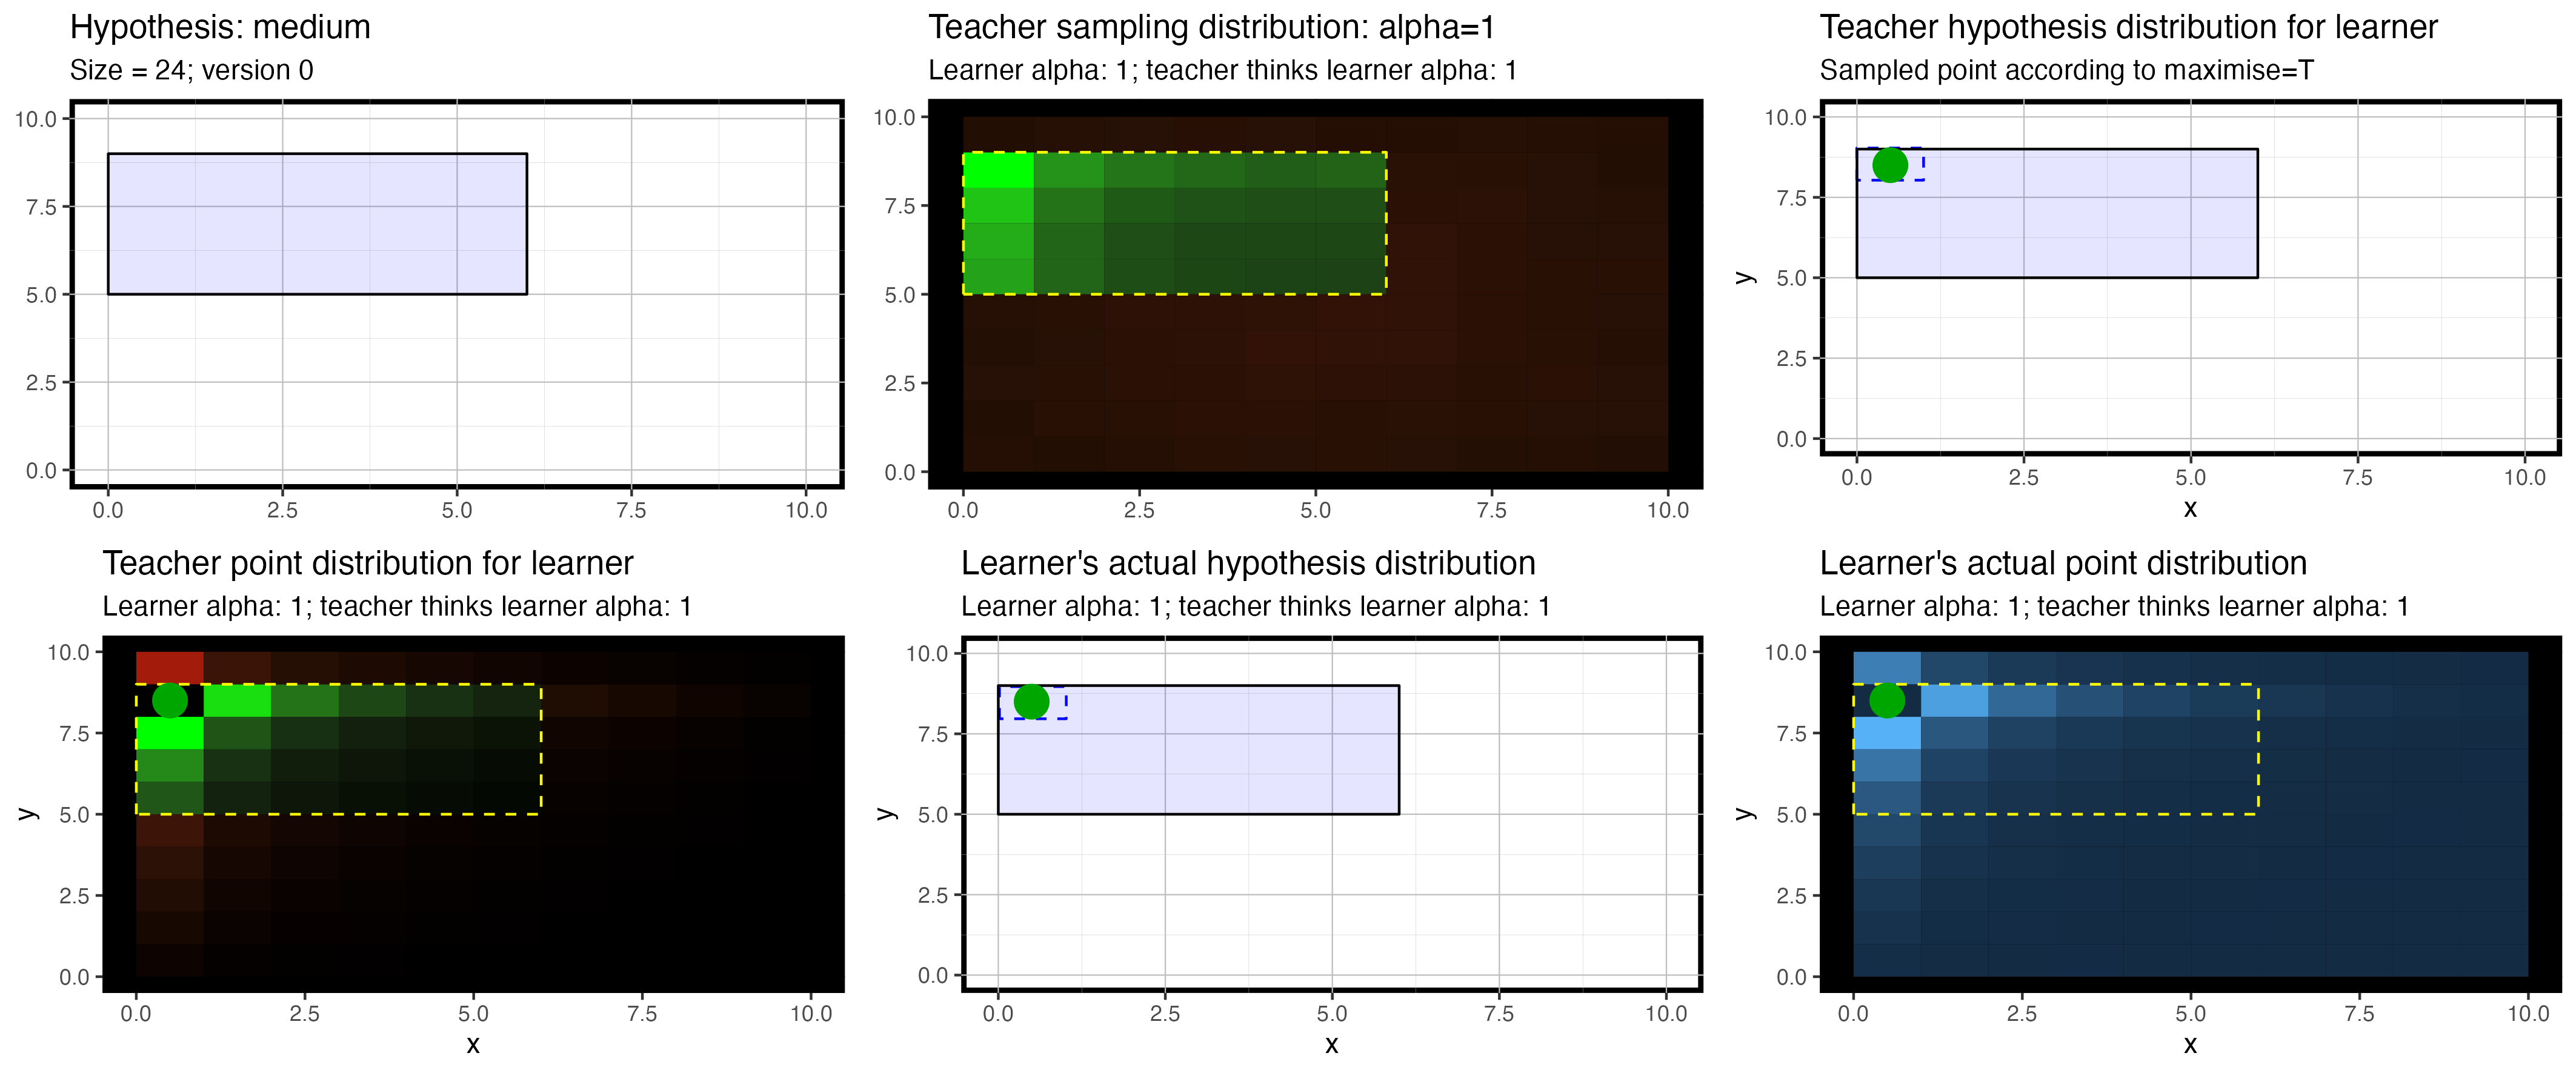 Hypothesis: medium
Size = 24; version 0
10.0
7.5
5.0
2.5
0.0
0.0 2.5 5.0 7.5 10.0
Teacher sampling distribution: alpha=1
Learner alpha: 1; teacher thinks learner alpha: 1
10.0
7.5
5.0
2.5
0.0
0.0 2.5 5.0 7.5 10.0
Teacher hypothesis distribution for learner
Sampled point according to maximise=T
10.0
7.5
y
5.0
2.5
0.0
0.0 2.5 5.0 7.5 10.0
x
Teacher point distribution for learner
Learner alpha: 1; teacher thinks learner alpha: 1
10.0
7.5
y
5.0
2.5
0.0
0.0 2.5 5.0 7.5 10.0
x
Learner's actual hypothesis distribution
Learner alpha: 1; teacher thinks learner alpha: 1
10.0
7.5
y
5.0
2.5
0.0
0.0 2.5 5.0 7.5 10.0
x
Learner's actual point distribution
Learner alpha: 1; teacher thinks learner alpha: 1
10.0
7.5
y
5.0
2.5
0.0
0.0 2.5 5.0 7.5 10.0
x